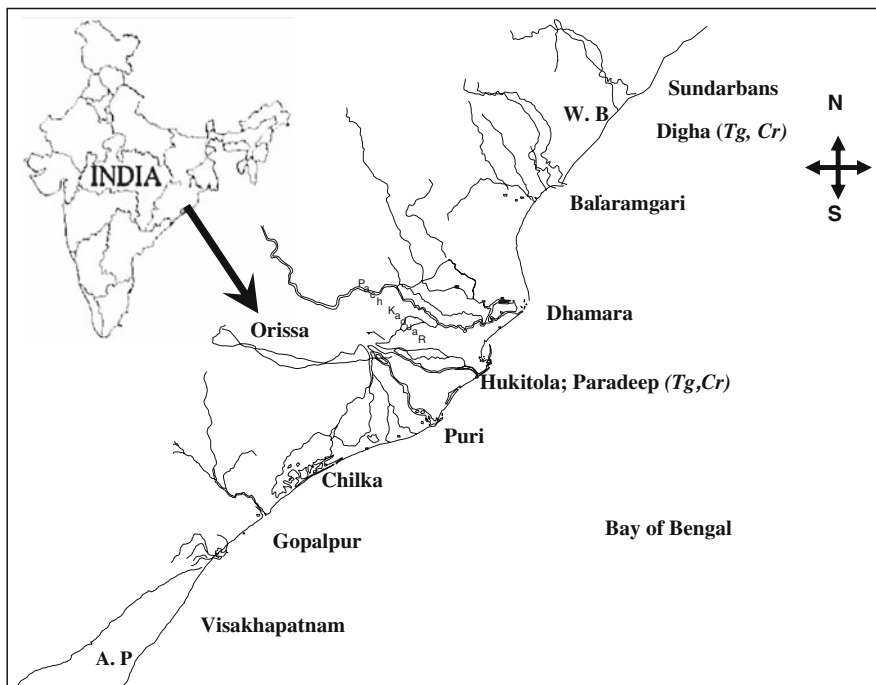 Sundarbans
N
W. B
Digha (Tg, Cr)
INDIA
S
Balaramgari
Dhamara
Orissa
Hukitola; Paradeep (Tg,Cr)
Puri
Chilka
Bay of Bengal
Gopalpur
Visakhapatnam
A. P